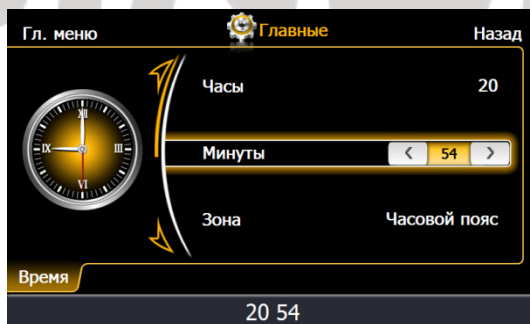 Гл. меню Главные Назад
Часы 20
XII
IX III
Минуты 54
VI
Зона Часовой пояс
Время
20 54